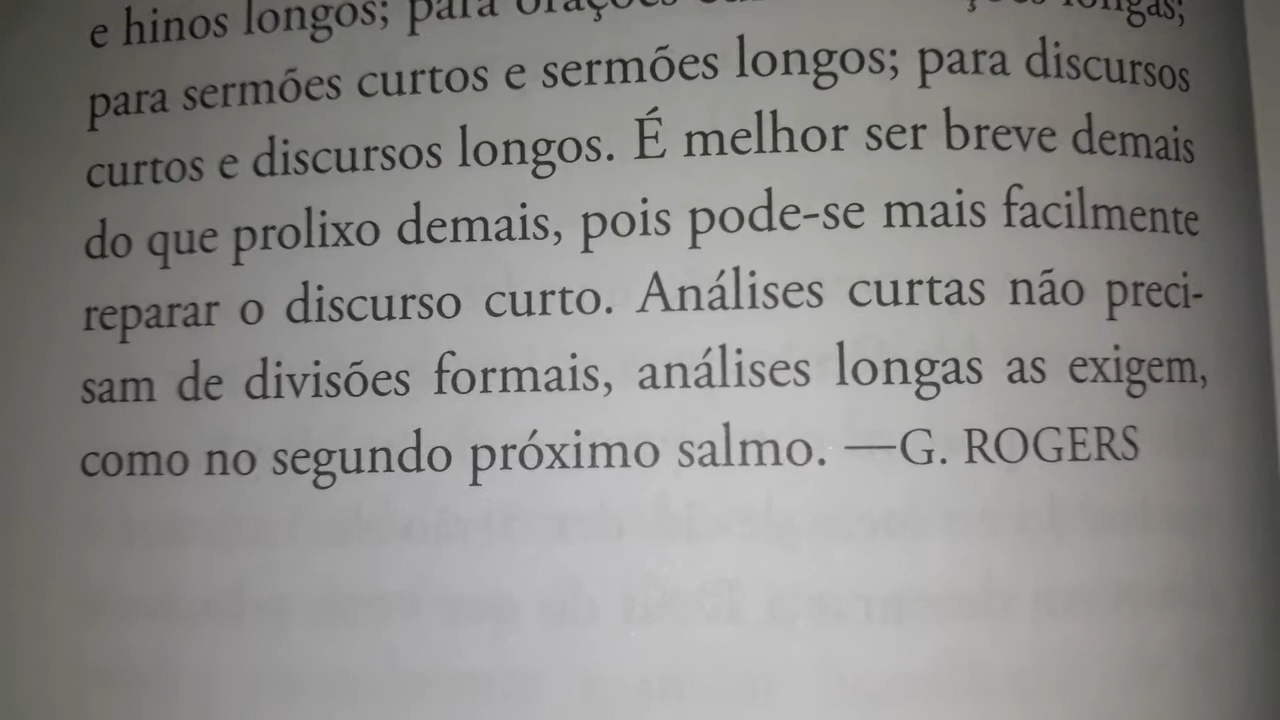 e hinos longos; para orações longas;
para sermões curtos e sermões longos; para discursos
curtos e discursos longos. É melhor ser breve demais
do que prolixo demais, pois pode-se mais facilmente
reparar o discurso curto. Análises curtas não preci-
sam de divisões formais, análises longas as exigem,
como no segundo próximo salmo. —G. ROGERS